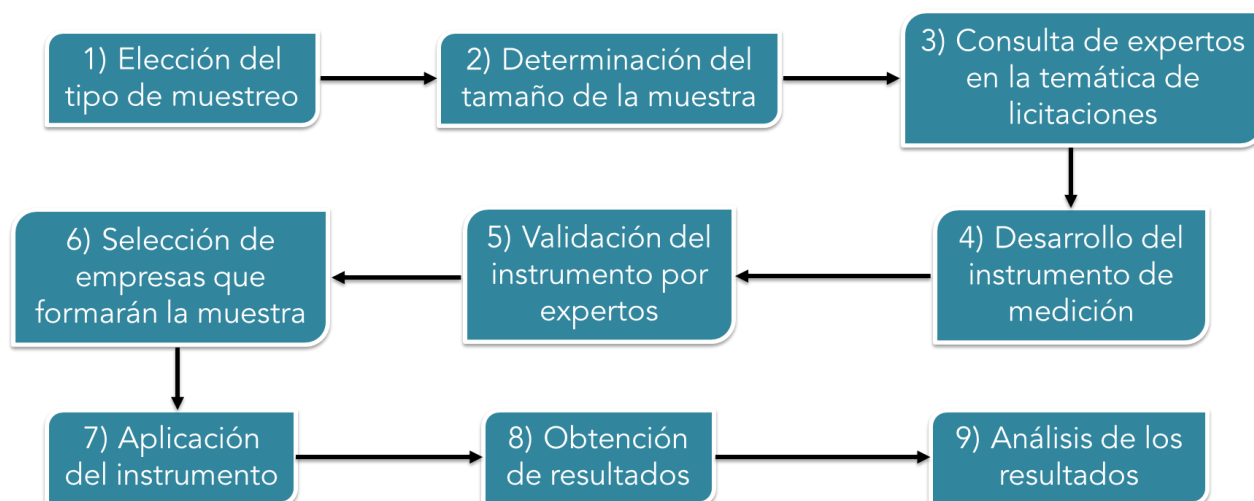 1) Elección del
tipo de muestreo
2) Determinación del
tamaño de la muestra
3) Consulta de expertos
en la temática de
licitaciones
4) Desarrollo del
instrumento de
medición
5) Validación del
instrumento por
expertos
6) Selección de
empresas que
formarán la muestra
7) Aplicación
del instrumento
8) Obtención
de resultados
9) Análisis de los
resultados